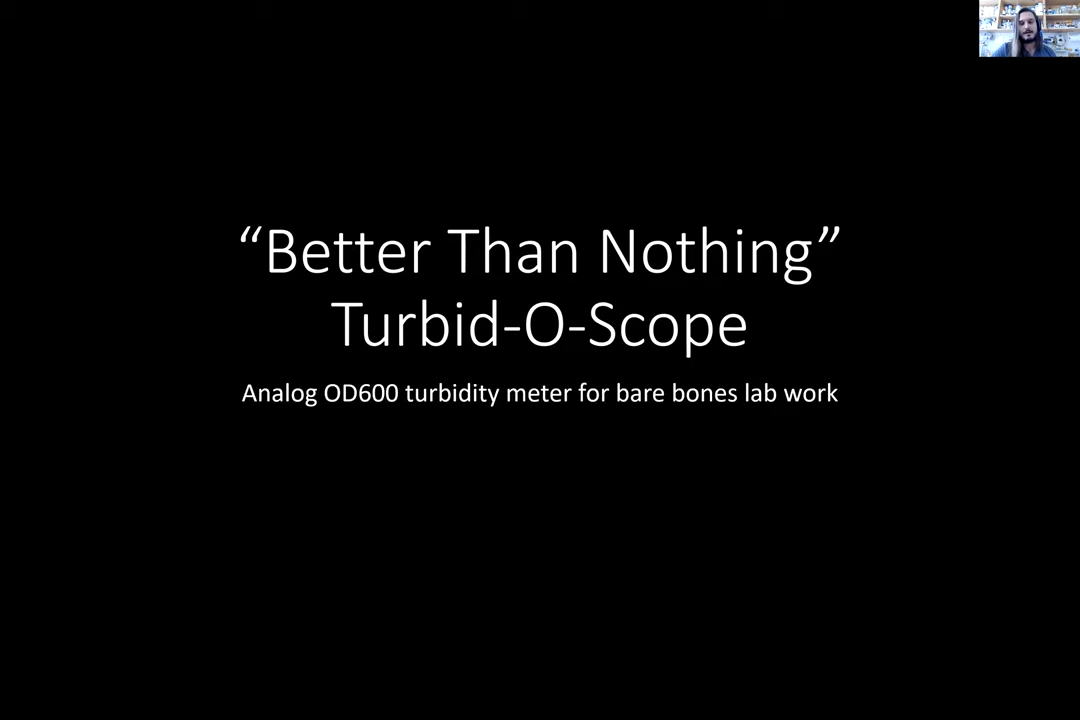 “Better Than Nothing”
Turbid-O-Scope
Analog OD600 turbidity meter for bare bones lab work